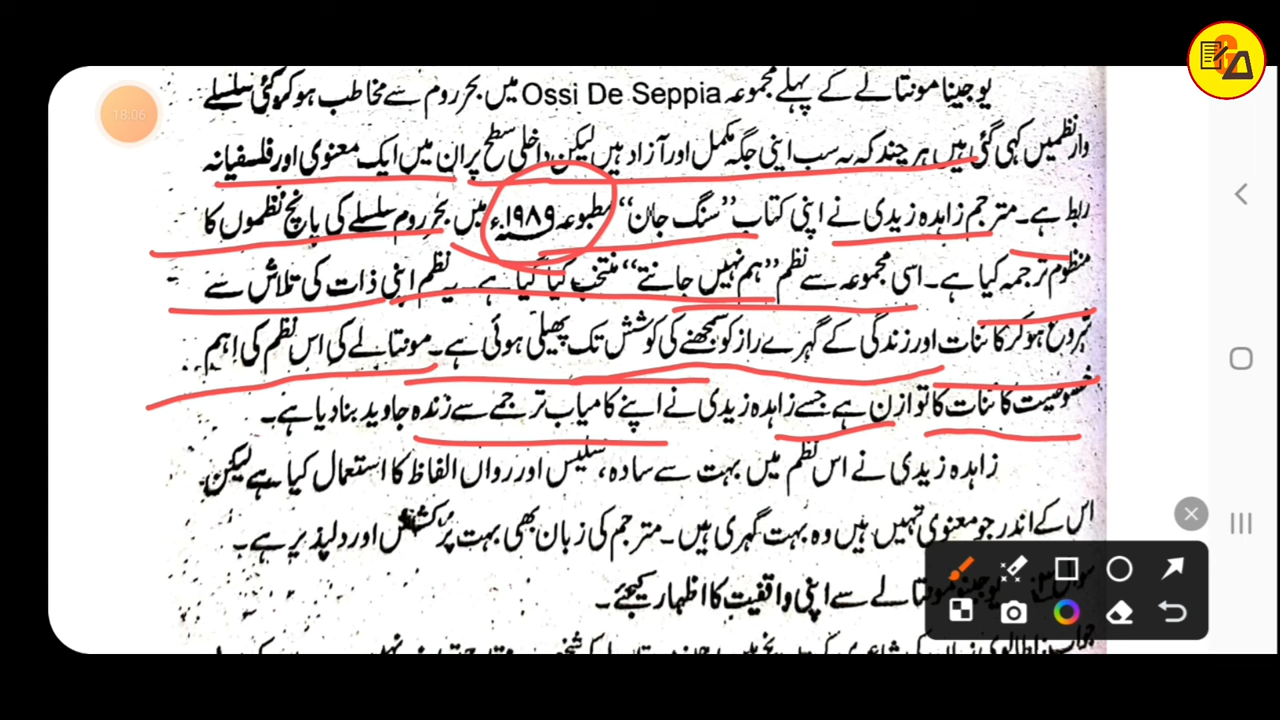 18:06
یوجینا مونتالے کے پہلے مجموعہ Ossi De Seppia میں بحر روم سے مخاطب ہو کر کئی سلسلے
وار نظمیں کہی گئی ہیں ہر چند کہ یہ سب اپنی جگہ مکمل اور آزاد ہیں لیکن داخلی سطح پر ان میں ایک معنوی اور فلسفیانہ
ربط ہے۔ مترجم زاہدہ زیدی نے اپنی کتاب ”سنگ جان“ مطبوعہ ۱۹۸۹ء میں بحر روم سلسلے کی پانچ نظموں کا
منظوم ترجمہ کیا ہے۔ اسی مجموعہ سے نظم ”ہم نہیں جانتے“ منتخب کیا گیا ہے۔ یہ نظم اپنی ذات کی تلاش سے
شروع ہو کر کائنات اور زندگی کے گہرے راز کو سمجھنے کی کوشش تک پھیلی ہوئی ہے۔ مونتالے کی اس نظم کی اہم
خصوصیت کائنات کا توازن ہے جسے زاہدہ زیدی نے اپنے کامیاب ترجمے سے زندہ جاوید بنا دیا ہے۔
زاہدہ زیدی نے اس نظم میں بہت سے سادہ، سلیس اور رواں الفاظ کا استعمال کیا ہے لیکن
اس کے اندر جو معنوی تہیں ہیں وہ بہت گہری ہیں۔ مترجم کی زبان بھی بہت پُر کشش اور دلپذیر ہے۔
مونتالے سے اپنی واقفیت کا اظہار کیجئے۔